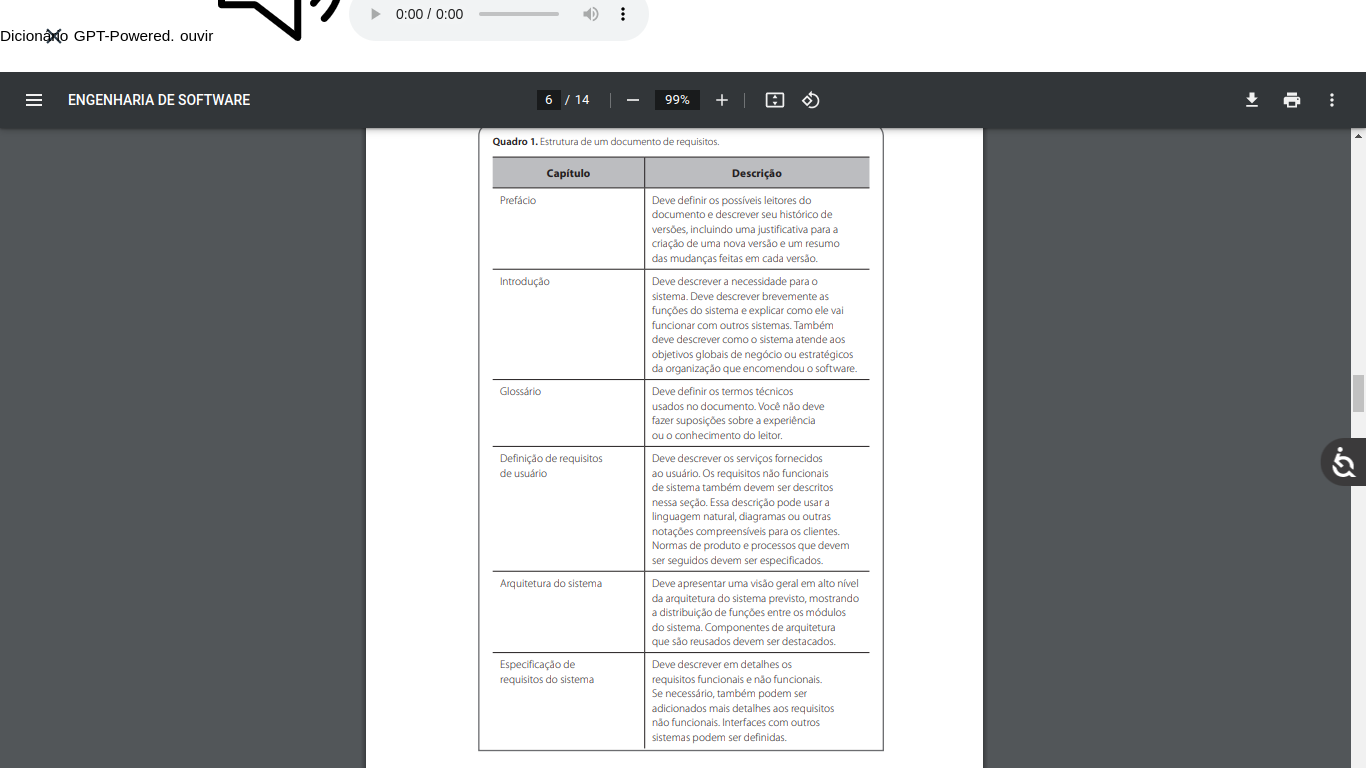 0:00 / 0:00
Dicionário GPT-Powered. ouvir
ENGENHARIA DE SOFTWARE
6 / 14
99%
Quadro 1. Estrutura de um documento de requisitos.
Capítulo
Descrição
Prefácio
Deve definir os possíveis leitores do
documento e descrever seu histórico de
versões, incluindo uma justificativa para a
criação de uma nova versão e um resumo
das mudanças feitas em cada versão.
Introdução
Deve descrever a necessidade para o
sistema. Deve descrever brevemente as
funções do sistema e explicar como ele vai
funcionar com outros sistemas. Também
deve descrever como o sistema atende aos
objetivos globais de negócio ou estratégicos
da organização que encomendou o software.
Glossário
Deve definir os termos técnicos
usados no documento. Você não deve
fazer suposições sobre a experiência
ou o conhecimento do leitor.
Definição de requisitos
de usuário
Deve descrever os serviços fornecidos
ao usuário. Os requisitos não funcionais
de sistema também devem ser descritos
nessa seção. Essa descrição pode usar a
linguagem natural, diagramas ou outras
notações compreensíveis para os clientes.
Normas de produto e processos que devem
ser seguidos devem ser especificados.
Arquitetura do sistema
Deve apresentar uma visão geral em alto nível
da arquitetura do sistema previsto, mostrando
a distribuição de funções entre os módulos
do sistema. Componentes de arquitetura
que são reusados devem ser destacados.
Especificação de
requisitos do sistema
Deve descrever em detalhes os
requisitos funcionais e não funcionais.
Se necessário, também podem ser
adicionados mais detalhes aos requisitos
não funcionais. Interfaces com outros
sistemas podem ser definidas.